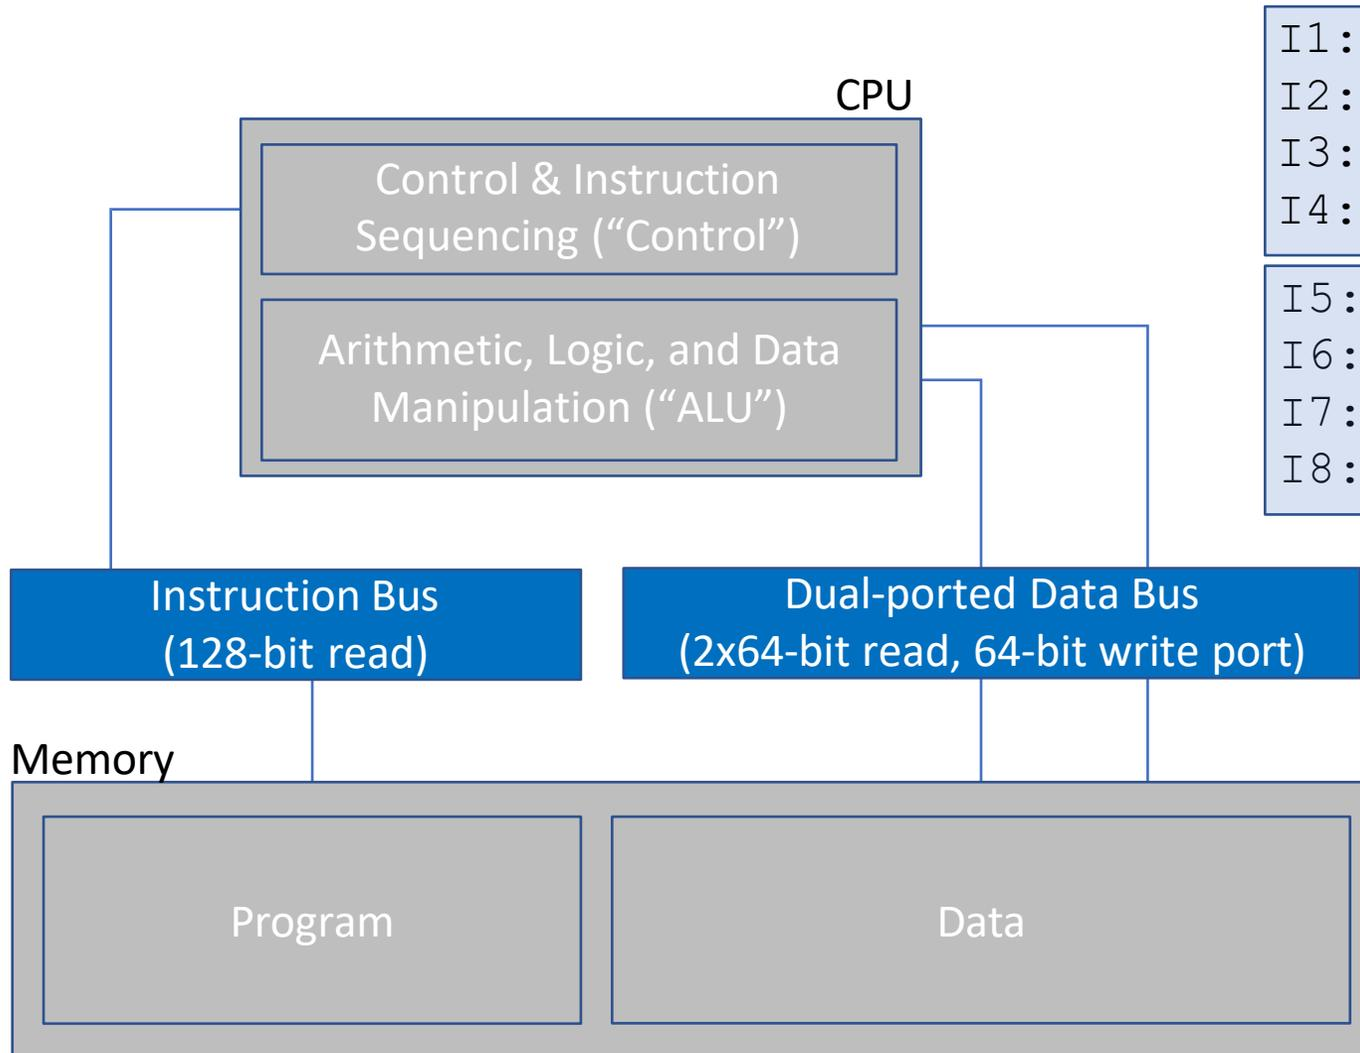 I1:
I2:
I3:
I4:
I5:
I6:
I7:
I8:
CPU
Control & Instruction
Sequencing (“Control”)
Arithmetic, Logic, and Data
Manipulation (“ALU”)
Instruction Bus
(128-bit read)
Dual-ported Data Bus
(2x64-bit read, 64-bit write port)
Memory
Program
Data